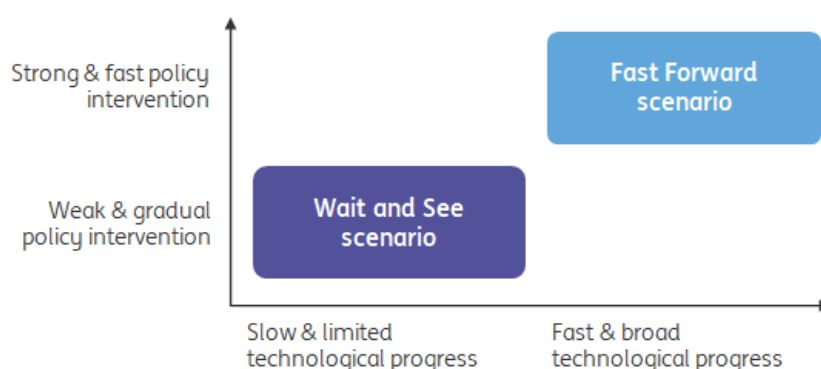 Strong & fast policy
intervention
Fast Forward
scenario
Weak & gradual
policy intervention
Wait and See
scenario
Slow & limited
technological progress
Fast & broad
technological progress